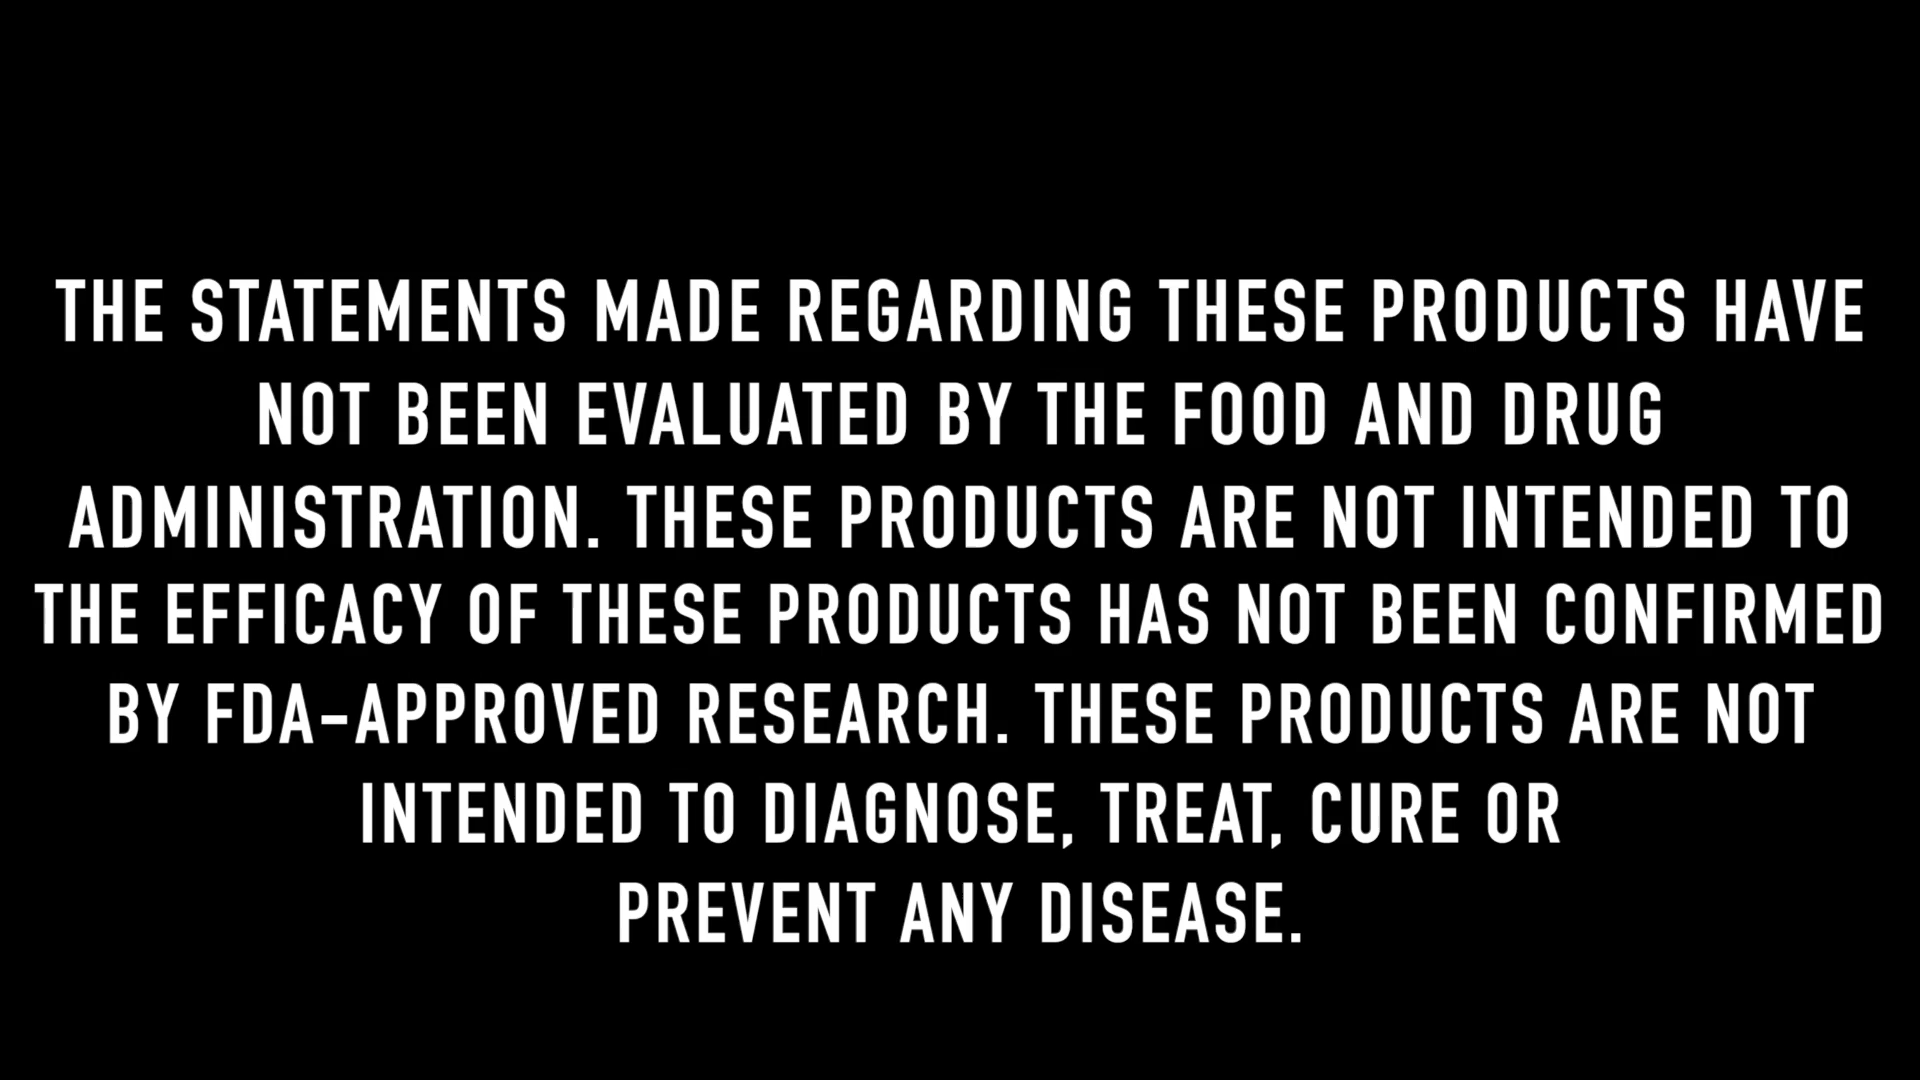 THE STATEMENTS MADE REGARDING THESE PRODUCTS HAVE
NOT BEEN EVALUATED BY THE FOOD AND DRUG
ADMINISTRATION. THESE PRODUCTS ARE NOT INTENDED TO
THE EFFICACY OF THESE PRODUCTS HAS NOT BEEN CONFIRMED
BY FDA-APPROVED RESEARCH. THESE PRODUCTS ARE NOT
INTENDED TO DIAGNOSE, TREAT, CURE OR
PREVENT ANY DISEASE.